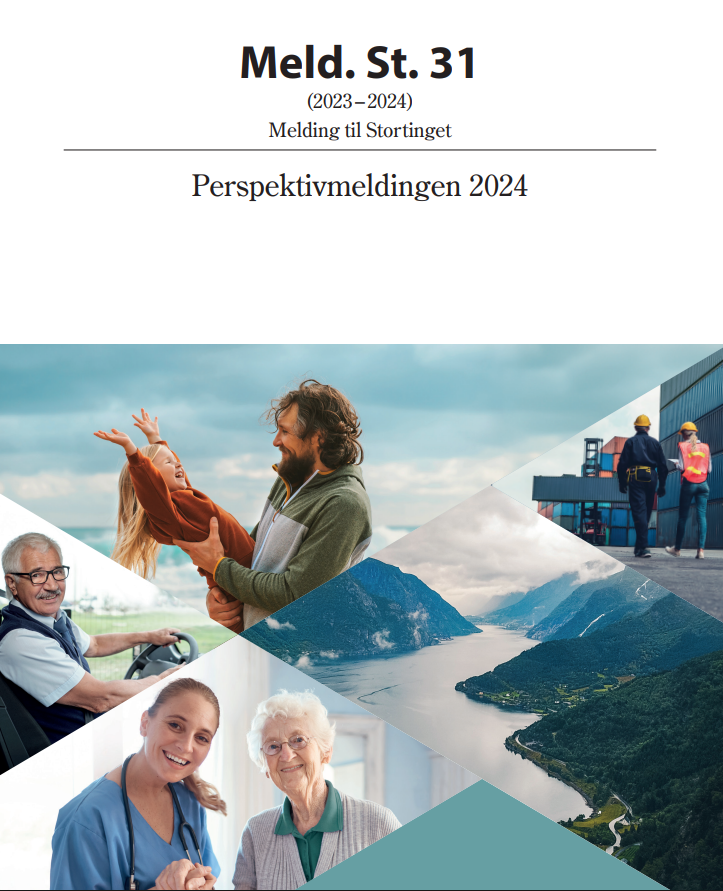 Meld. St. 31
(2023–2024)
Melding til Stortinget
Perspektivmeldingen 2024